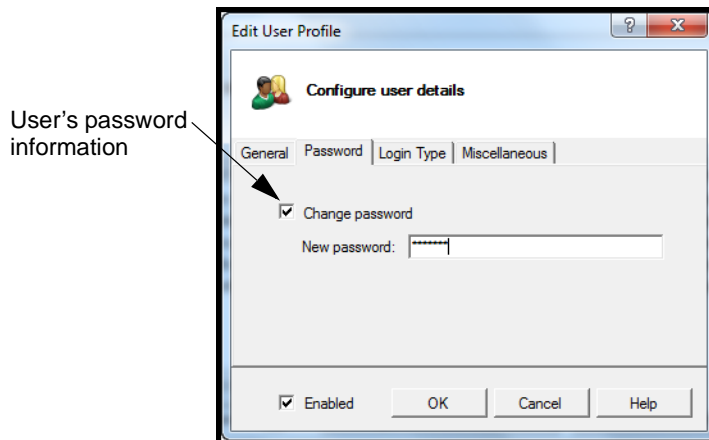 Edit User Profile
Configure user details
User's password
information
General Password Login Type Miscellaneous
Change password
New password: *******
Enabled OK Cancel Help